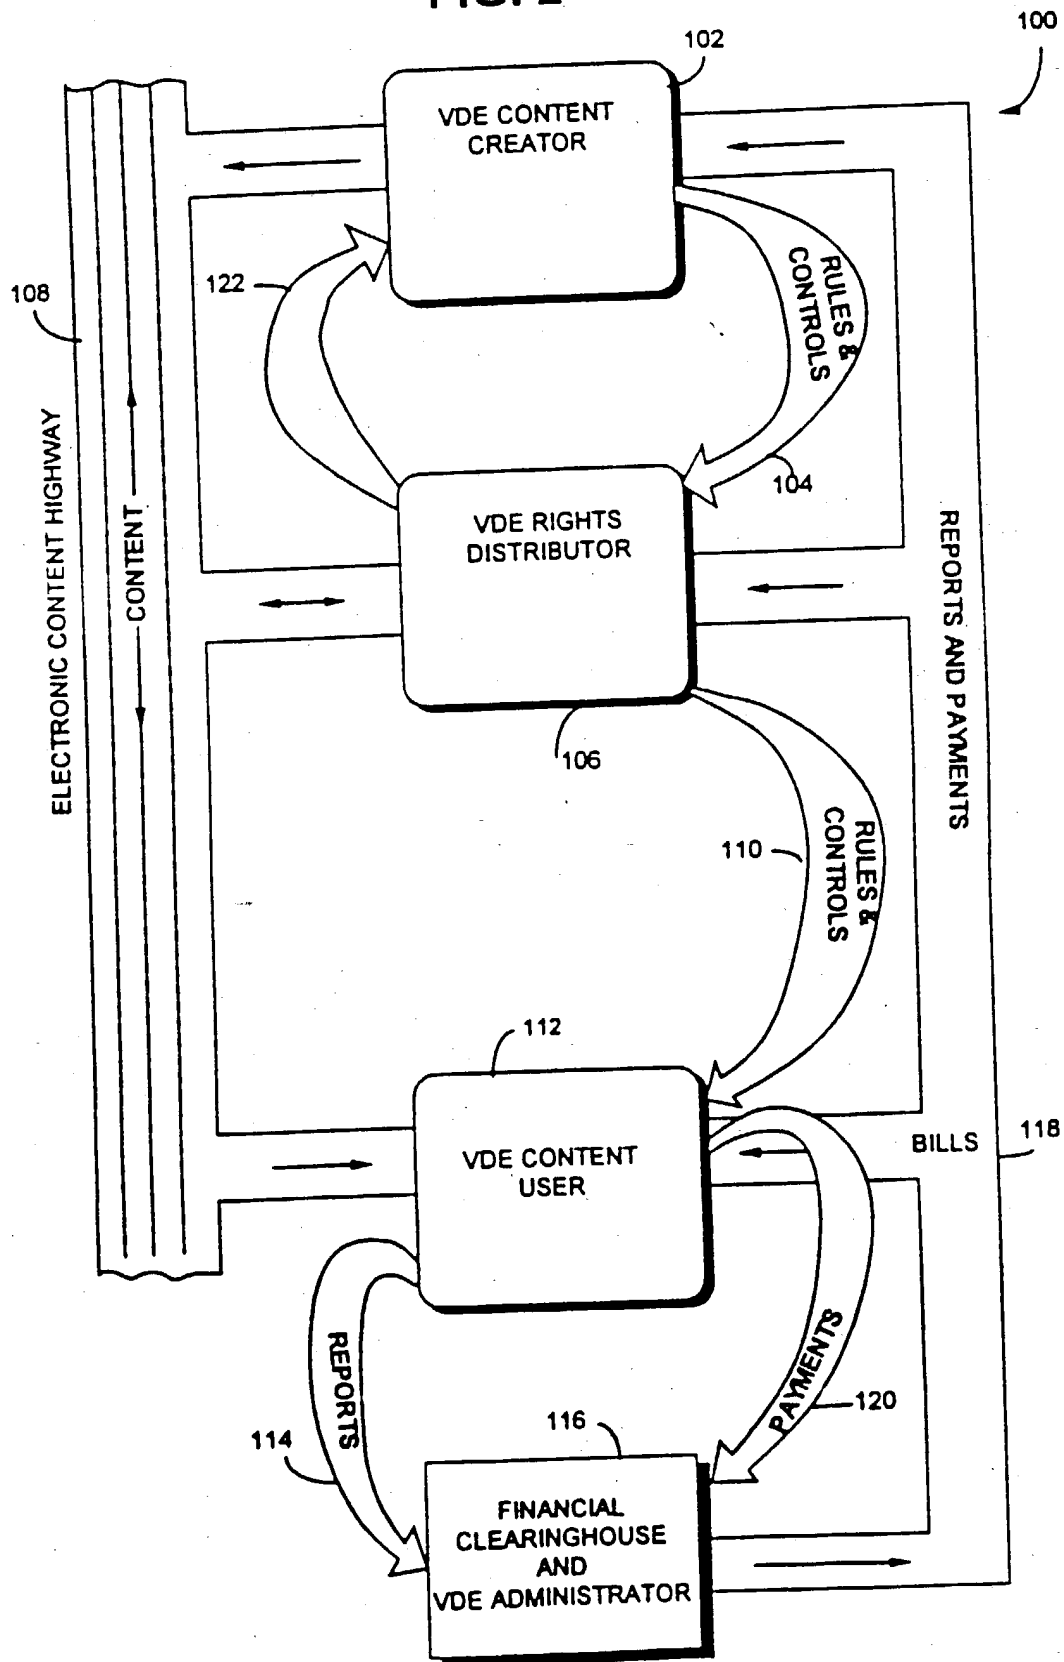 100
102
VDE CONTENT
CREATOR
RULES &
CONTROLS
122
108
104
ELECTRONIC CONTENT HIGHWAY
CONTENT
VDE RIGHTS
DISTRIBUTOR
REPORTS AND PAYMENTS
106
110
RULES &
CONTROLS
112
VDE CONTENT
USER
BILLS
118
REPORTS
PAYMENTS
120
114
116
FINANCIAL
CLEARINGHOUSE
AND
VDE ADMINISTRATOR